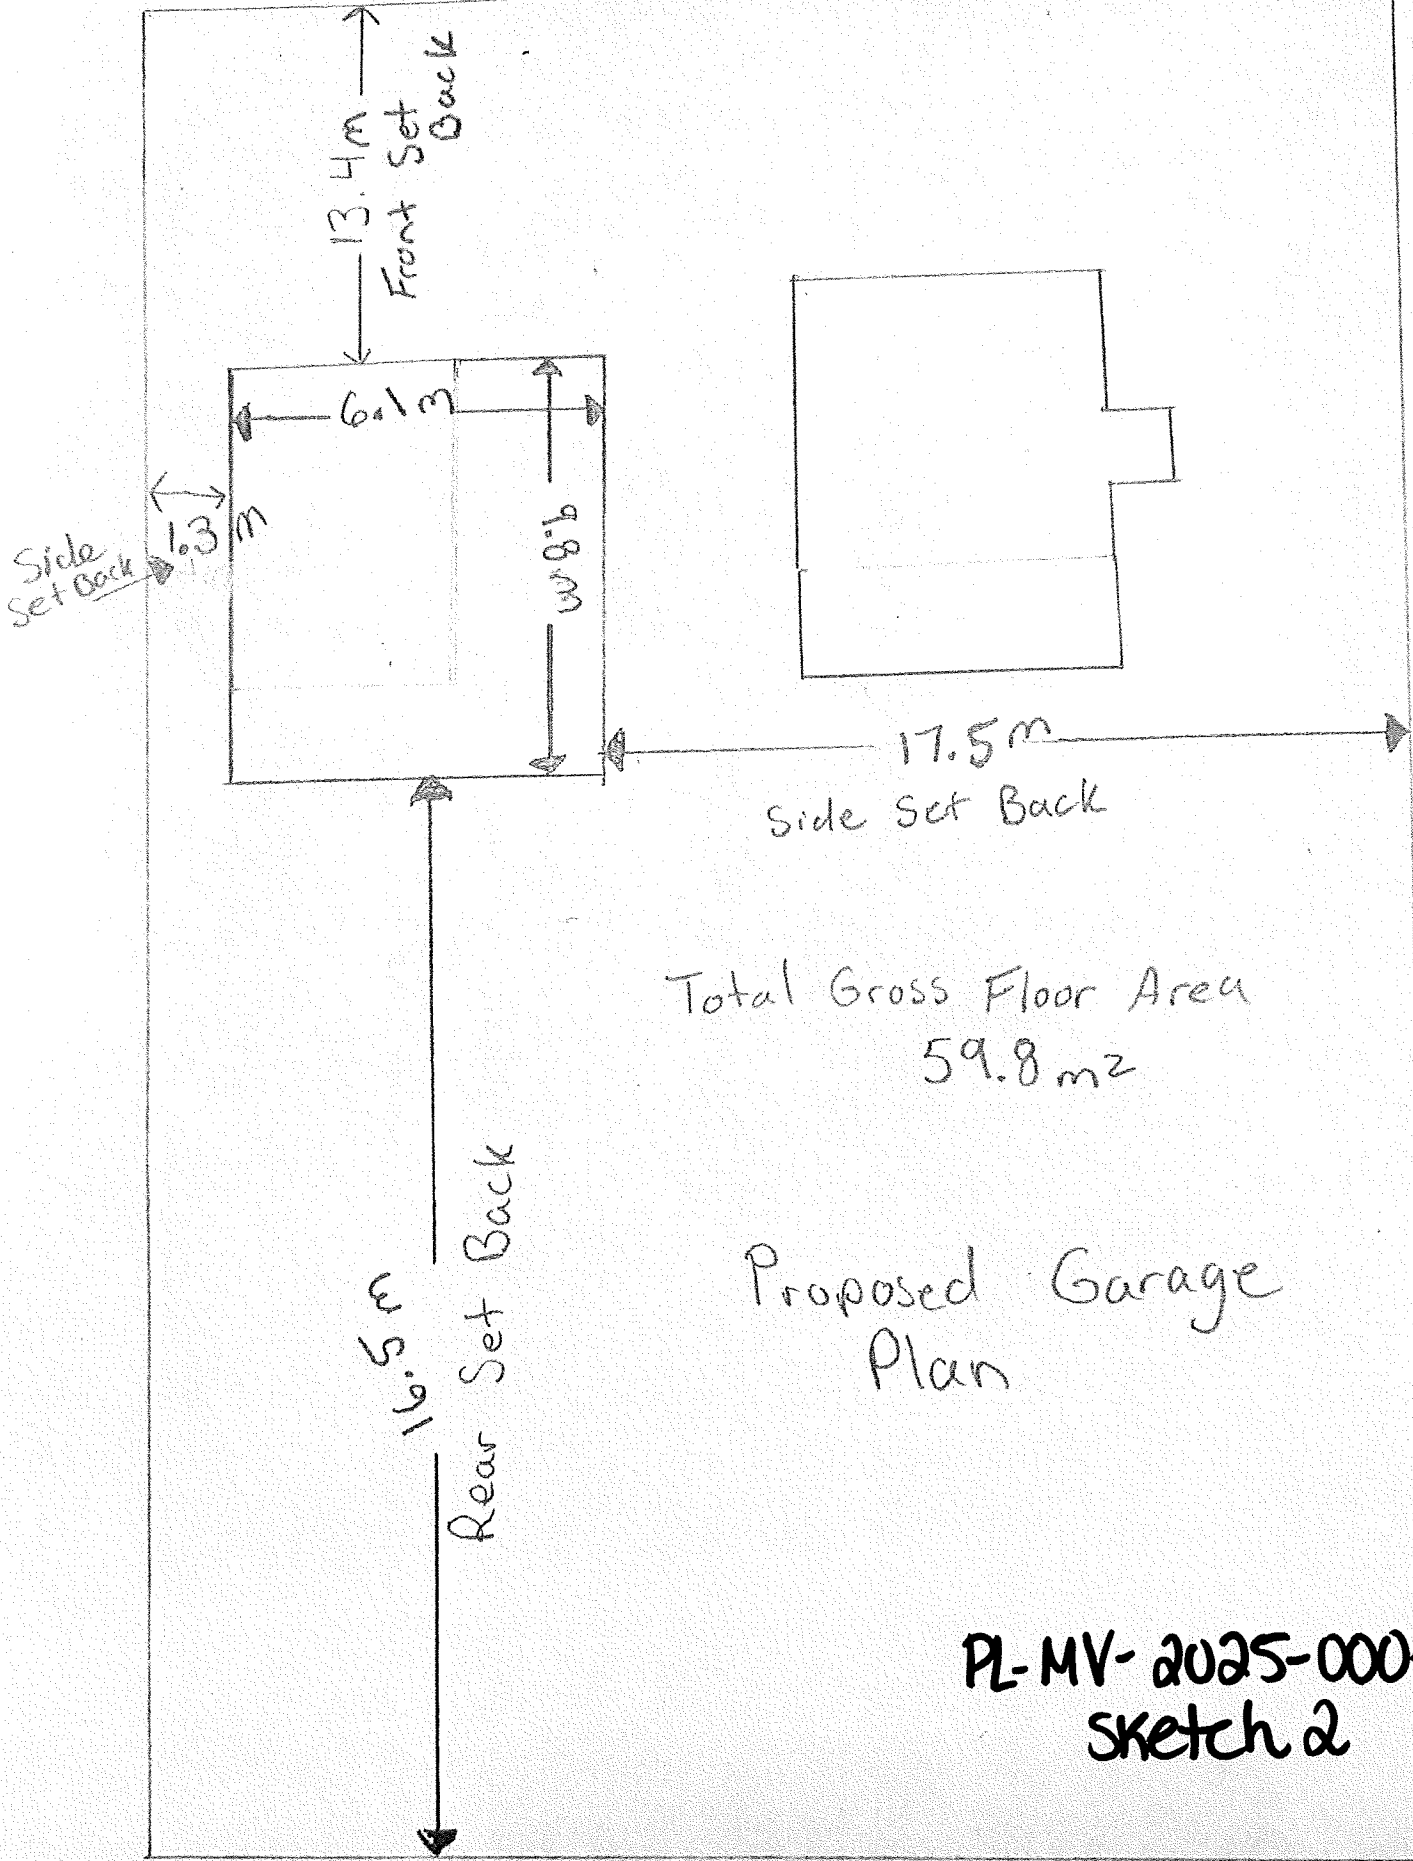 13.4m
Front Set
Back
6.1m
9.8m
1.3m
Side
Set Back
17.5m
Side Set Back
Total Gross Floor Area
59.8m²
16.5m
Rear Set Back
Proposed Garage
Plan
PL-MV-2025-000
Sketch 2